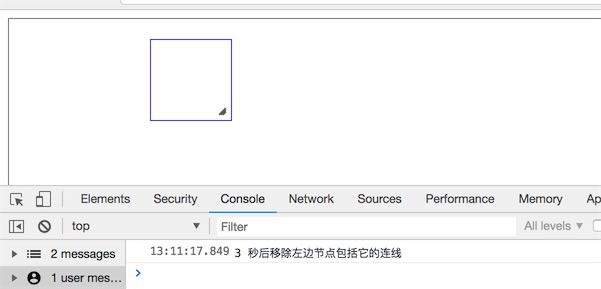 Elements Security Console Network Sources Performance Memory Ap
top Filter All levels
2 messages 13:11:17.849 3 秒后移除左边节点包括它的连线
1 user mes…